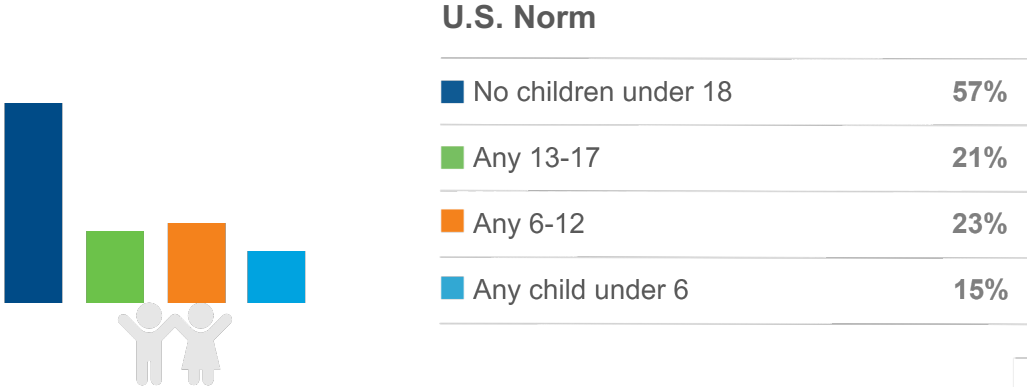 U.S. Norm
No children under 18 57%
Any 13-17 21%
Any 6-12 23%
Any child under 6 15%